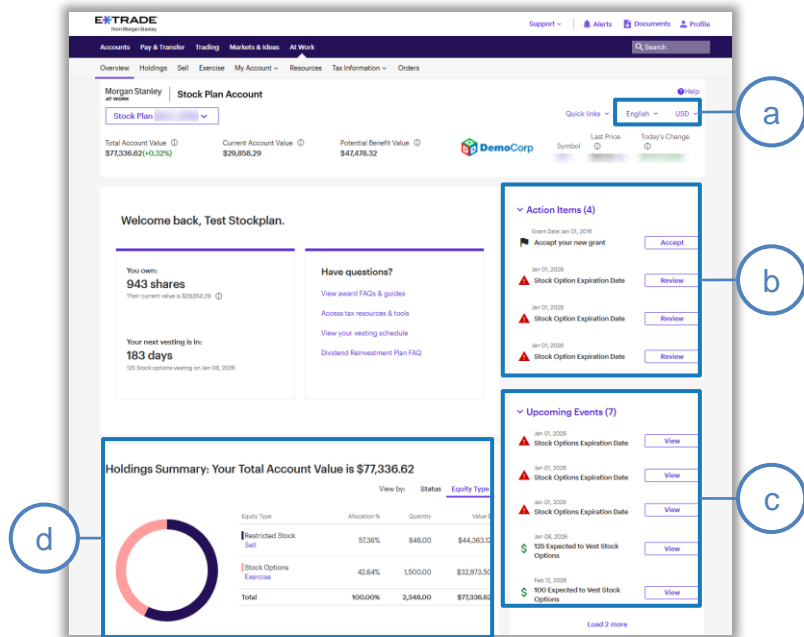 E*TRADE
from Morgan Stanley
Support Alerts Documents Profile
Accounts Pay & Transfer Trading Markets & Ideas At Work Search
Overview Holdings Sell Exercise My Account Resources Tax Information Orders
Morgan Stanley
AT WORK
Stock Plan Account
Help
Stock Plan
Quick links English USD
a
Total Account Value
$77,336.62(+0.32%)
Current Account Value
$29,858.29
Potential Benefit Value
$47,478.32
DemoCorp
Symbol
Last Price
Today's Change
Welcome back, Test Stockplan.
You own:
943 shares
Their current value is $29,858.29
Your next vesting is in:
183 days
125 Stock options vesting on Jan 08, 2026
Have questions?
View award FAQs & guides
Access tax resources & tools
View your vesting schedule
Dividend Reinvestment Plan FAQ
Action Items (4)
Grant Date Jan 01, 2016
Accept your new grant Accept
Jan 01, 2026
Stock Option Expiration Date Review
Jan 01, 2026
Stock Option Expiration Date Review
Jan 01, 2026
Stock Option Expiration Date Review
b
Upcoming Events (7)
Jan 01, 2026
Stock Options Expiration Date View
Jan 01, 2026
Stock Options Expiration Date View
Jan 01, 2026
Stock Options Expiration Date View
Jan 08, 2026
125 Expected to Vest Stock
Options
View
Feb 12, 2026
100 Expected to Vest Stock
Options
View
Load 2 more
c
Holdings Summary: Your Total Account Value is $77,336.62
View by: Status Equity Type
Equity Type Allocation % Quantity Value $
Restricted Stock 57.36% 848.00 $44,363.12
Sell
Stock Options 42.64% 1,500.00 $32,973.50
Exercise
Total 100.00% 2,348.00 $77,336.62
d